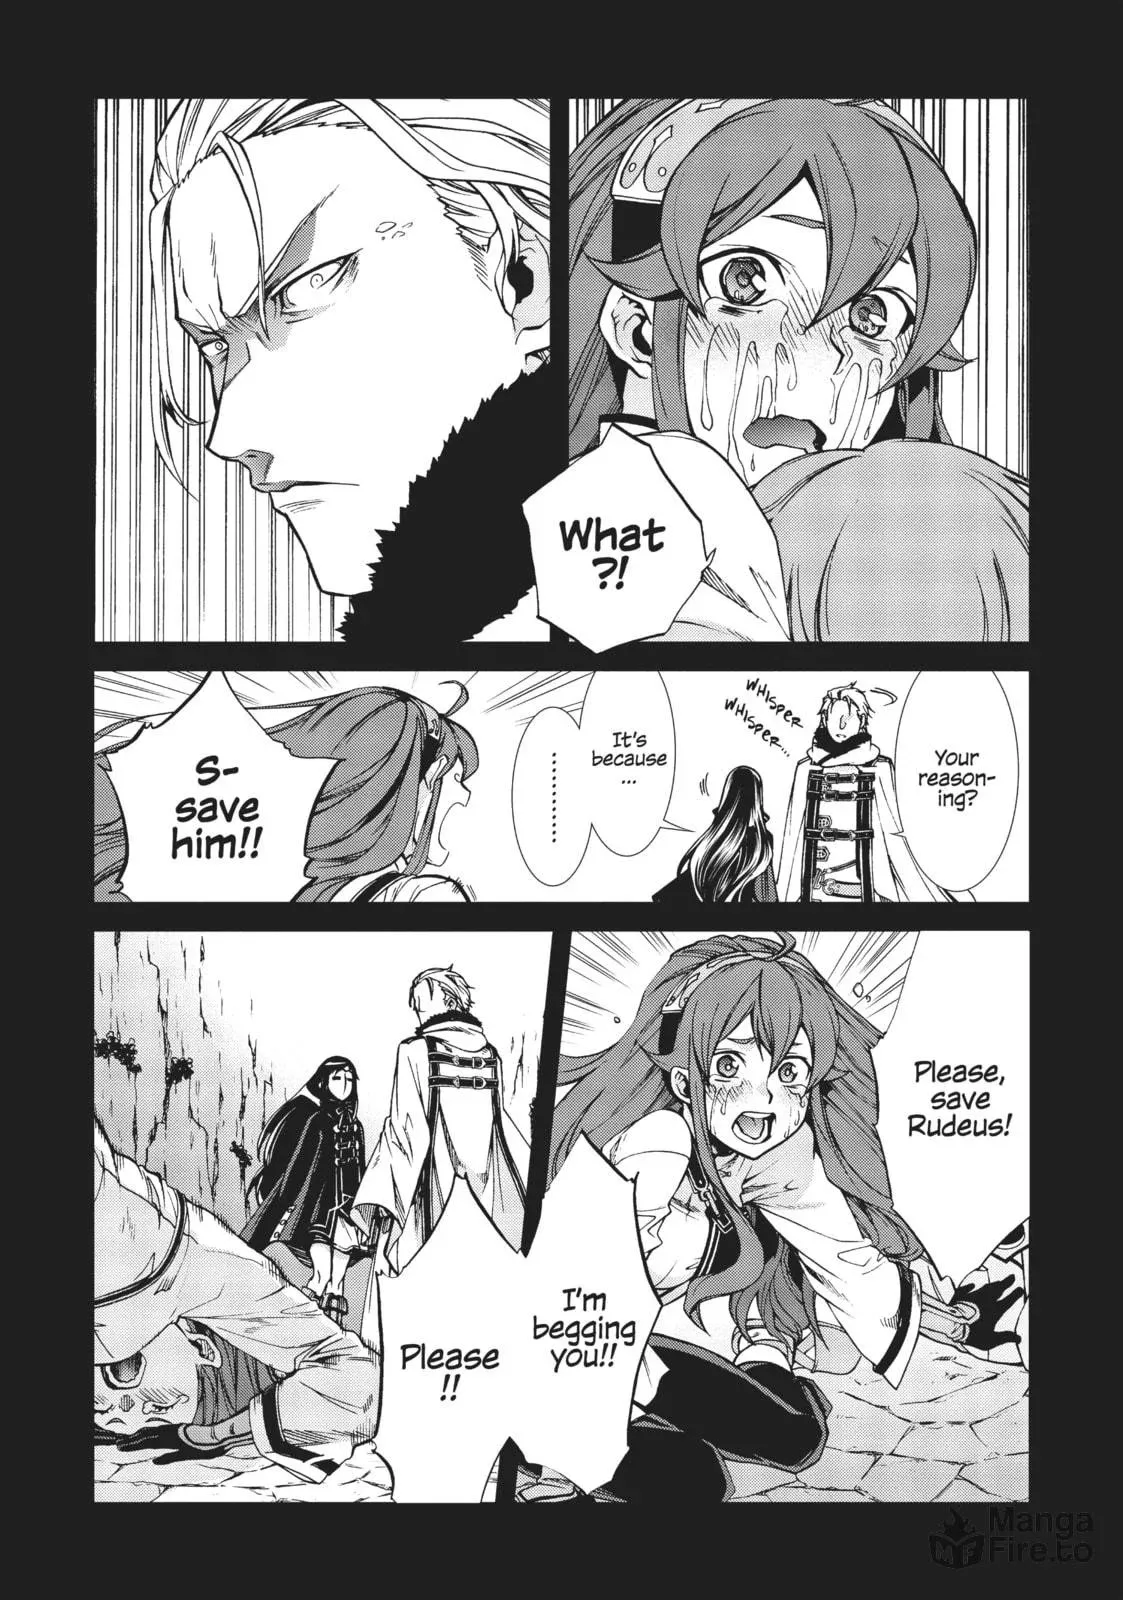 What
?!
Your
reason-
ing?
WHISPER
WHISPER...
It's
because
...
.........
S-
save
him!!
Please,
save
Rudeus!
I'm
begging
you!!
Please
!!
Manga
Fire.to
MF